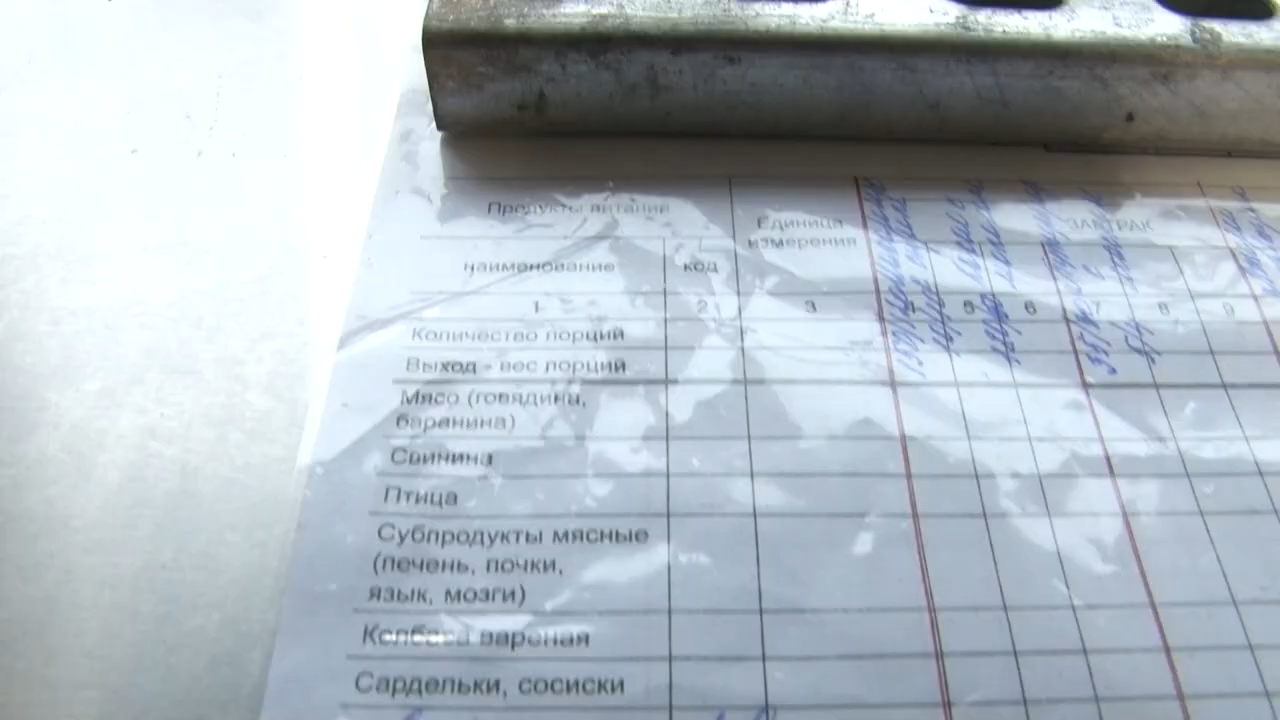 Продукты питания
Единица
измерения
ЗАВТРАК
наименование
код
1 2 3 4 5 6 7 8 9
Количество порций
Выход - вес порций
Мясо (говядина,
баранина)
Свинина
Птица
Субпродукты мясные
(печень, почки,
язык, мозги)
Колбаса вареная
Сардельки, сосиски